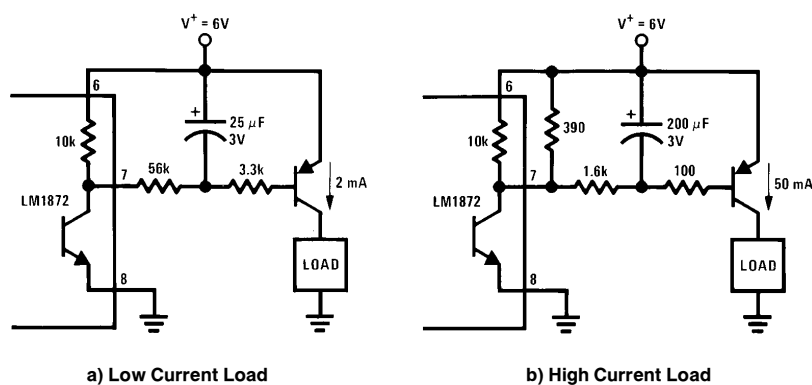 V+ = 6V
6
10k
+
25 μF
3V
7
56k
3.3k
2 mA
LM1872
8
LOAD
a) Low Current Load
V+ = 6V
6
10k
390
+
200 μF
3V
7
1.6k
100
50 mA
LM1872
8
LOAD
b) High Current Load